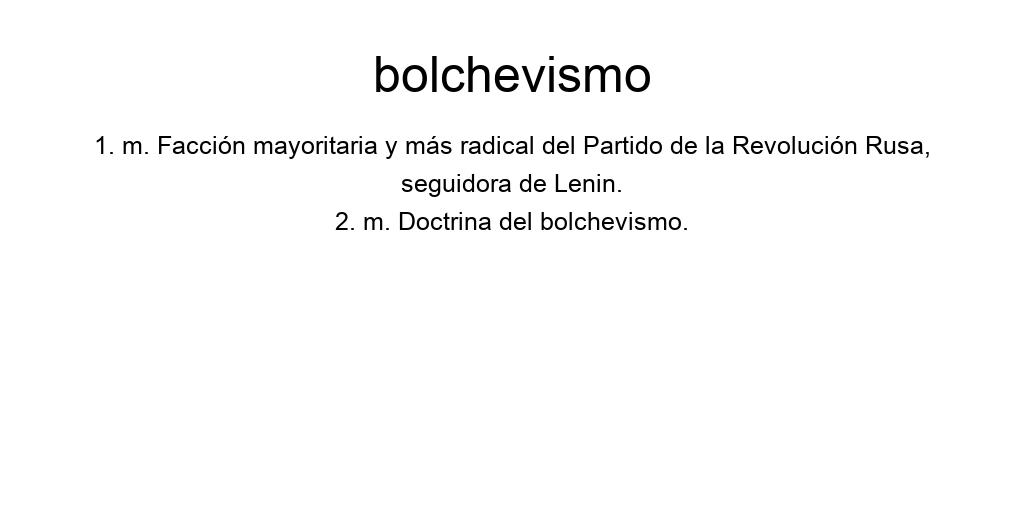 bolchevismo
1. m. Facción mayoritaria y más radical del Partido de la Revolución Rusa,
seguidora de Lenin.
2. m. Doctrina del bolchevismo.